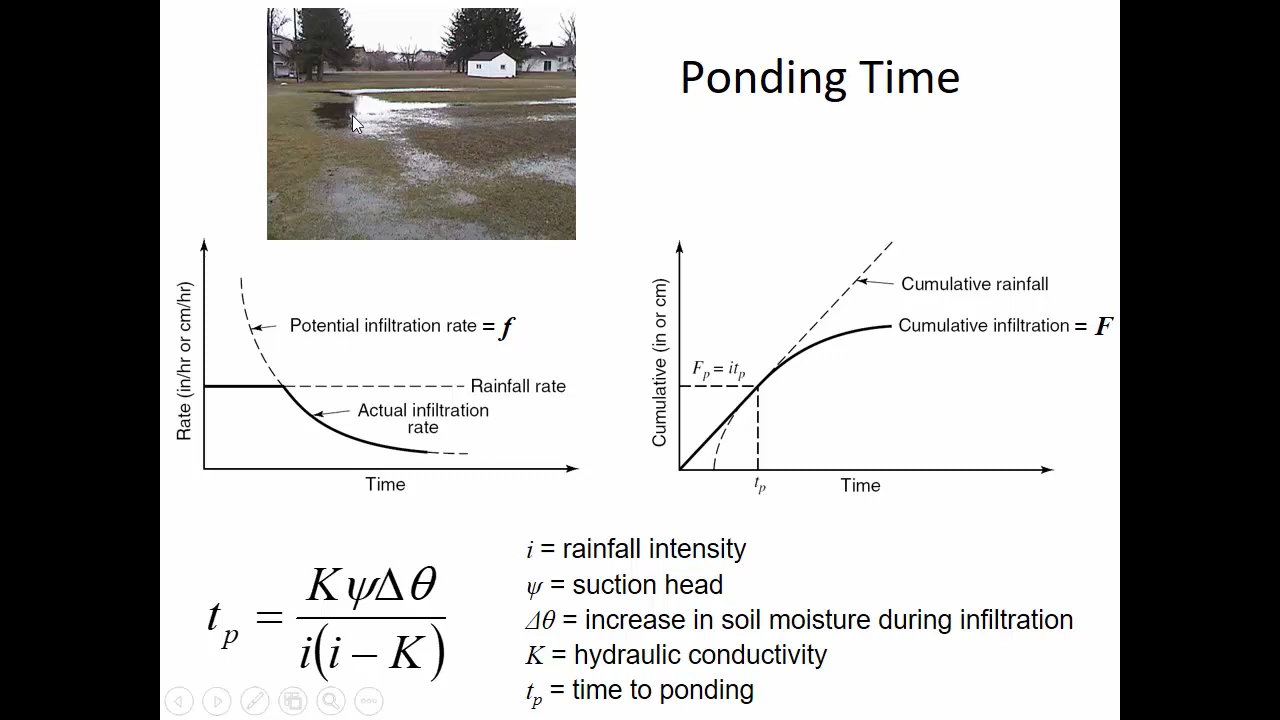 Ponding Time
Rate (in/hr or cm/hr)
Potential infiltration rate = f
Rainfall rate
Actual infiltration
rate
Time
Cumulative (in or cm)
Cumulative rainfall
Cumulative infiltration = F
Fₚ = itₚ
tₚ
Time
tₚ = KψΔθ / i(i − K)
i = rainfall intensity
ψ = suction head
Δθ = increase in soil moisture during infiltration
K = hydraulic conductivity
tₚ = time to ponding